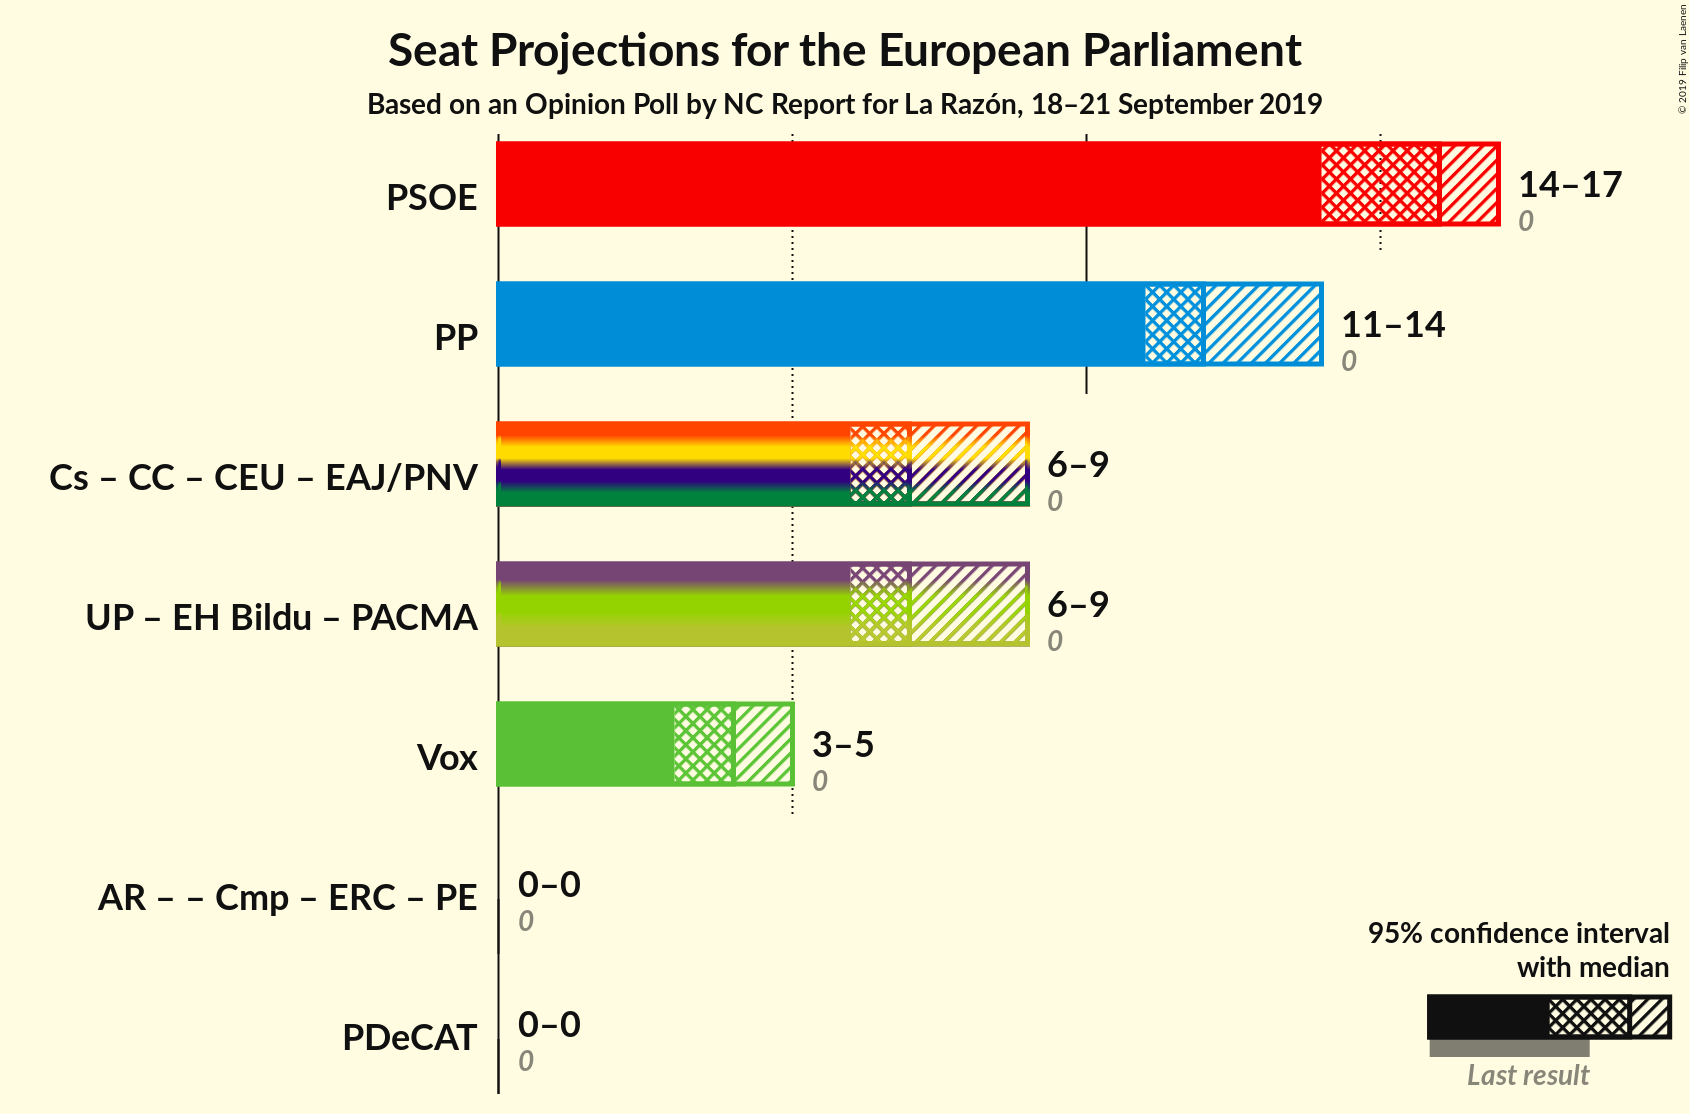 Seat Projections for the European Parliament
Based on an Opinion Poll by NC Report for La Razón, 18–21 September 2019
© 2019 Filip van Laenen
PSOE
14–17
0
PP
11–14
0
Cs – CC – CEU – EAJ/PNV
6–9
0
UP – EH Bildu – PACMA
6–9
0
Vox
3–5
0
AR – – Cmp – ERC – PE
0–0
0
PDeCAT
0–0
0
95% confidence interval
with median
Last result